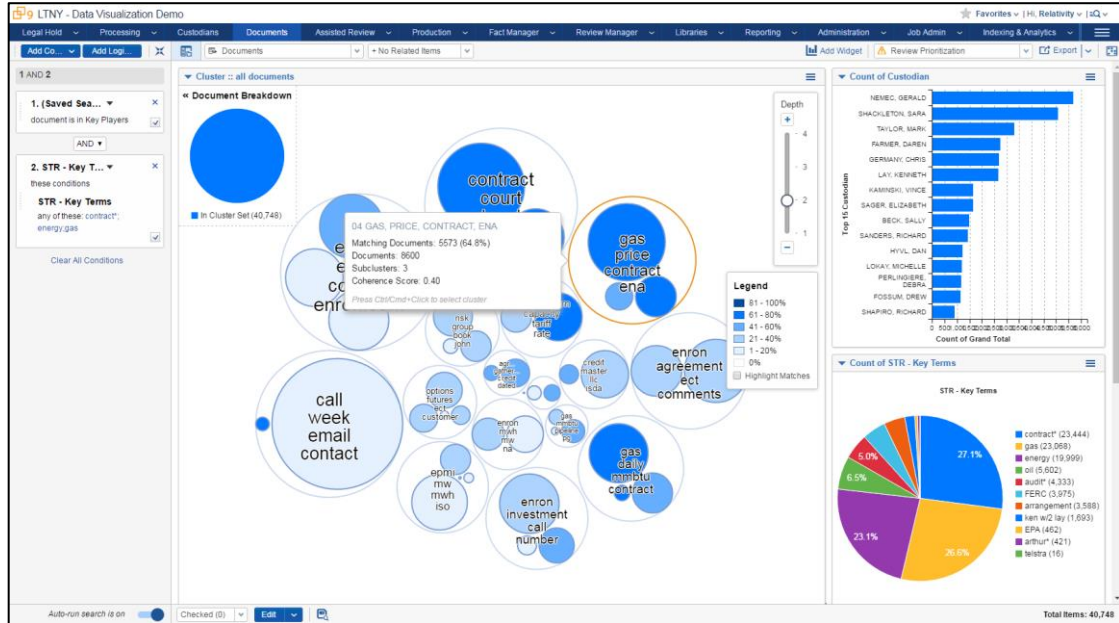 LTNY - Data Visualization Demo
Favorites | Hi, Relativity
Legal Hold Processing Custodians Documents Assisted Review Production Fact Manager Review Manager Libraries Reporting Administration Job Admin Indexing & Analytics
Add Co... Add Logi... Documents + No Related Items Add Widget Review Prioritization Export
1 AND 2
1. (Saved Sea...
document is in Key Players
AND
2. STR - Key T...
these conditions
STR - Key Terms
any of these: contract*;
energy;gas
Clear All Conditions
Auto-run search is on
Cluster :: all documents
« Document Breakdown
In Cluster Set (40,748)
Depth
+
4
3
2
1
−
contract
court
04 GAS, PRICE, CONTRACT, ENA
Matching Documents: 5573 (64.8%)
Documents: 8600
Subclusters: 3
Coherence Score: 0.40
Press Ctrl/Cmd+Click to select cluster
gas
price
contract
ena
risk
group
book
john
capacity
tariff
rate
credit
master
llc
isda
enron
agreement
ect
comments
call
week
email
contact
options
futures
ect
customer
enron
mwh
mw
na
gas
mmbtu
pipeline
epmi
mw
mwh
iso
gas
daily
mmbtu
contract
enron
investment
call
number
Legend
81 - 100%
61 - 80%
41 - 60%
21 - 40%
1 - 20%
0%
Highlight Matches
Checked (0) Edit
Count of Custodian
Top 15 Custodian
NEMEC, GERALD
SHACKLETON, SARA
TAYLOR, MARK
FARMER, DAREN
GERMANY, CHRIS
LAY, KENNETH
KAMINSKI, VINCE
SAGER, ELIZABETH
BECK, SALLY
SANDERS, RICHARD
HYVL, DAN
LOKAY, MICHELLE
PERLINGIERE,
DEBRA
FOSSUM, DREW
SHAPIRO, RICHARD
Count of Grand Total
Count of STR - Key Terms
STR - Key Terms
27.1%
26.6%
23.1%
6.5%
5.0%
contract* (23,444)
gas (23,068)
energy (19,999)
oil (5,602)
audit* (4,333)
FERC (3,975)
arrangement (3,588)
ken w/2 lay (1,693)
EPA (462)
arthur* (421)
telstra (16)
Total Items: 40,748